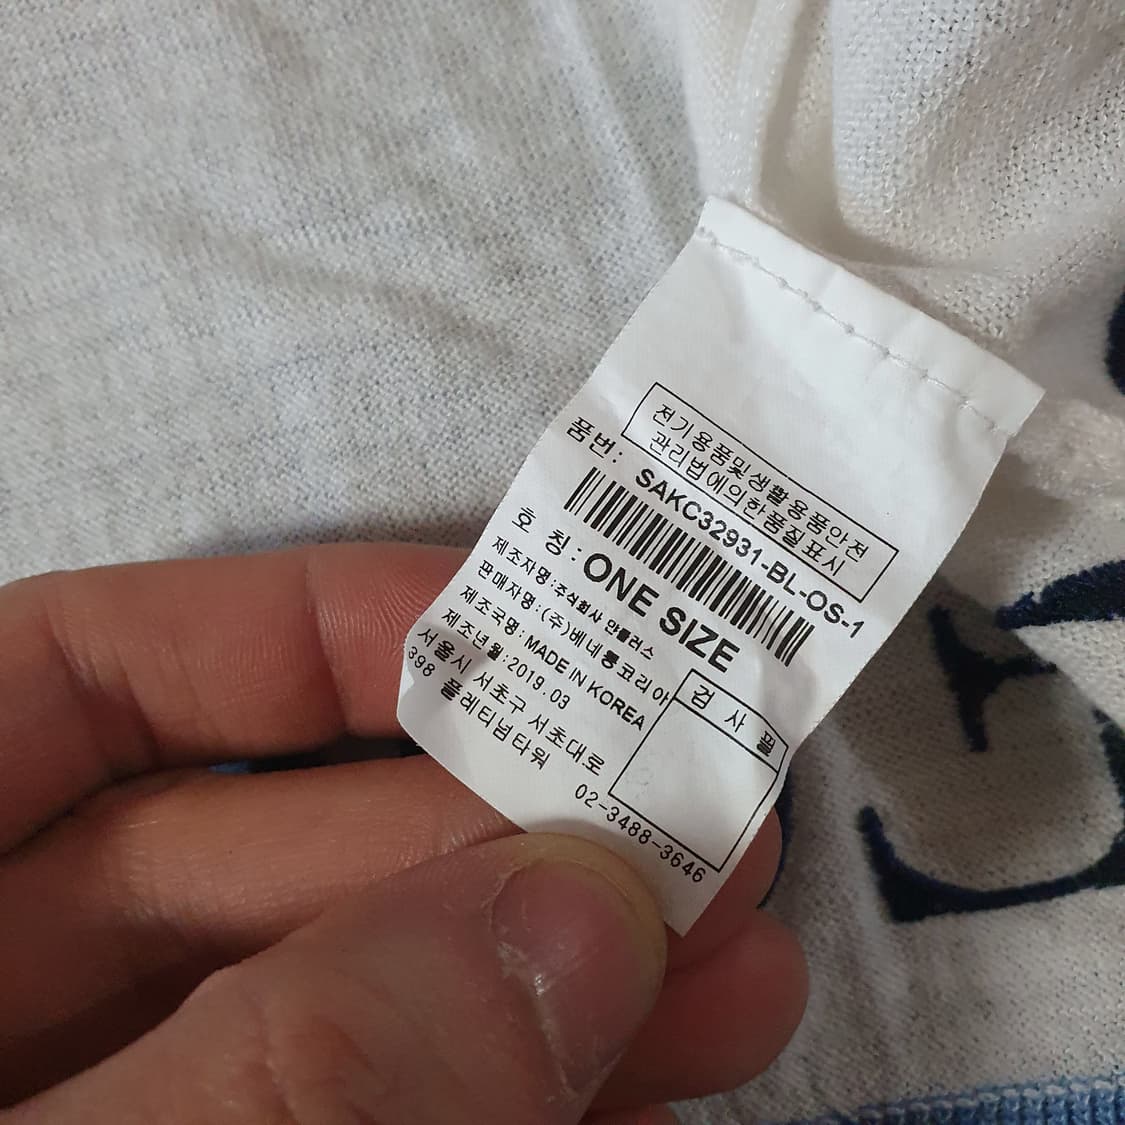 전기용품및생활용품안전
관리법에의한품질표시
품번: SAKC32931-BL-OS-1
호 칭: ONE SIZE
제조자명:주식회사 안플러스
판매자명:(주)베네통코리아
제조국명: MADE IN KOREA
제조년월:2019.03
서울시 서초구 서초대로
398 플레티넘타워
02-3488-3646
검 사 필